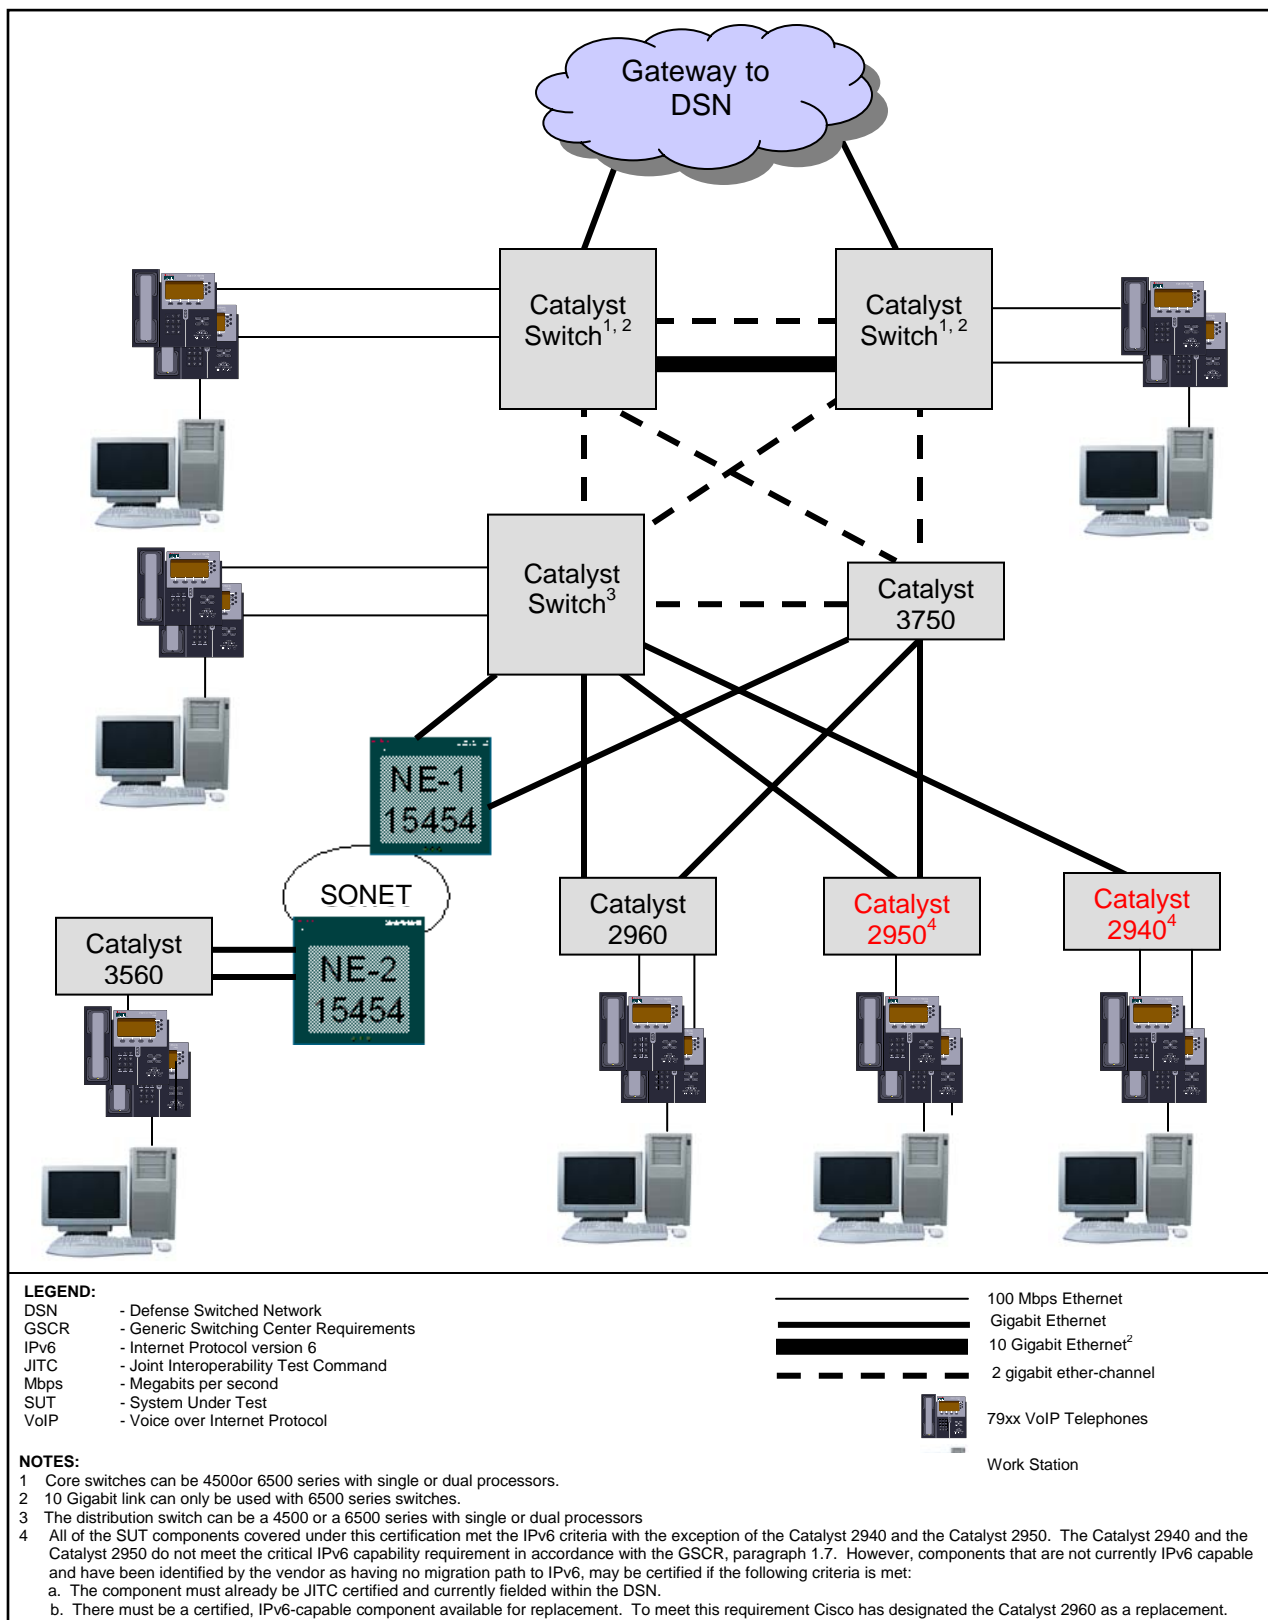 Gateway to
DSN
Catalyst
Switch1, 2
Catalyst
Switch1, 2
Catalyst
Switch3
Catalyst
3750
NE-1
15454
SONET
NE-2
15454
Catalyst
3560
Catalyst
2960
Catalyst
29504
Catalyst
29404
LEGEND:
DSN - Defense Switched Network
GSCR - Generic Switching Center Requirements
IPv6 - Internet Protocol version 6
JITC - Joint Interoperability Test Command
Mbps - Megabits per second
SUT - System Under Test
VoIP - Voice over Internet Protocol
100 Mbps Ethernet
Gigabit Ethernet
10 Gigabit Ethernet2
2 gigabit ether-channel
79xx VoIP Telephones
Work Station
NOTES:
1 Core switches can be 4500or 6500 series with single or dual processors.
2 10 Gigabit link can only be used with 6500 series switches.
3 The distribution switch can be a 4500 or a 6500 series with single or dual processors
4 All of the SUT components covered under this certification met the IPv6 criteria with the exception of the Catalyst 2940 and the Catalyst 2950. The Catalyst 2940 and the
Catalyst 2950 do not meet the critical IPv6 capability requirement in accordance with the GSCR, paragraph 1.7. However, components that are not currently IPv6 capable
and have been identified by the vendor as having no migration path to IPv6, may be certified if the following criteria is met:
a. The component must already be JITC certified and currently fielded within the DSN.
b. There must be a certified, IPv6-capable component available for replacement. To meet this requirement Cisco has designated the Catalyst 2960 as a replacement.